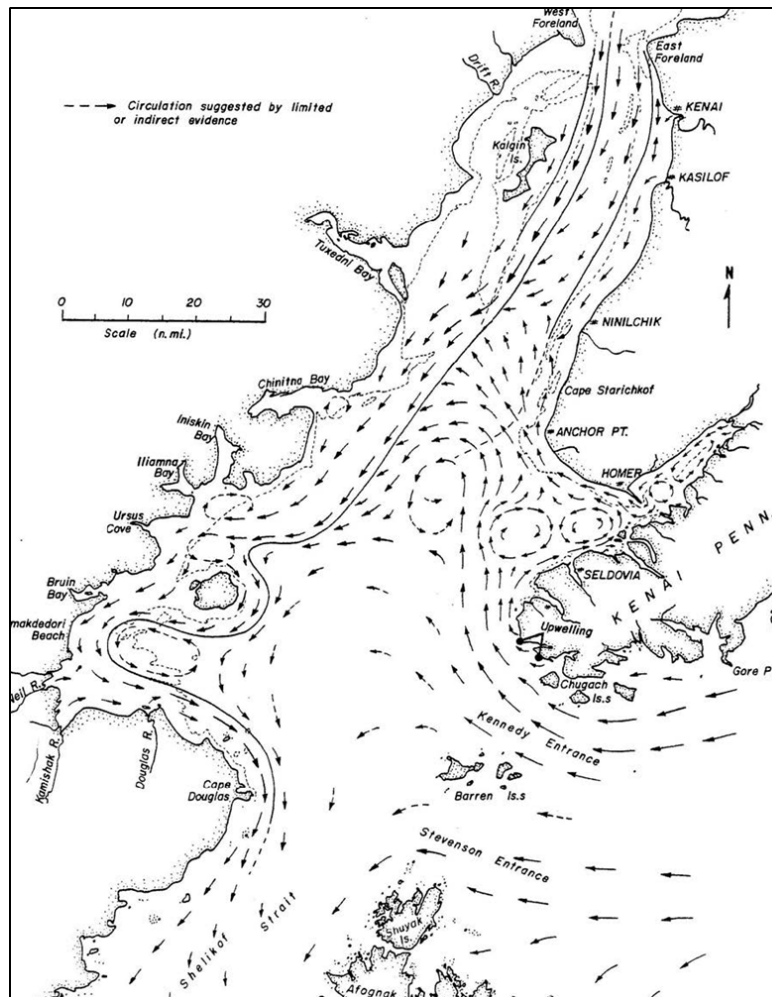 West
Foreland
East
Foreland
Drift R.
Circulation suggested by limited
or indirect evidence
KENAI
Kalgin
Is.
KASILOF
Tuxedni Bay
N
0 10 20 30
Scale (n. mi.)
NINILCHIK
Chinitna Bay
Cape Starichkof
Iniskin
Bay
ANCHOR PT.
Iliamna
Bay
HOMER
Ursus
Cove
SELDOVIA
KENAI PENN
Bruin
Bay
Upwelling
makdedori
Beach
Gore P
Neil R.
Chugach
Is.s
Kennedy Entrance
Kamishak R.
Douglas R.
Cape
Douglas
Barren Is.s
Stevenson Entrance
Shelikof Strait
Shuyak
Is.
Afognak